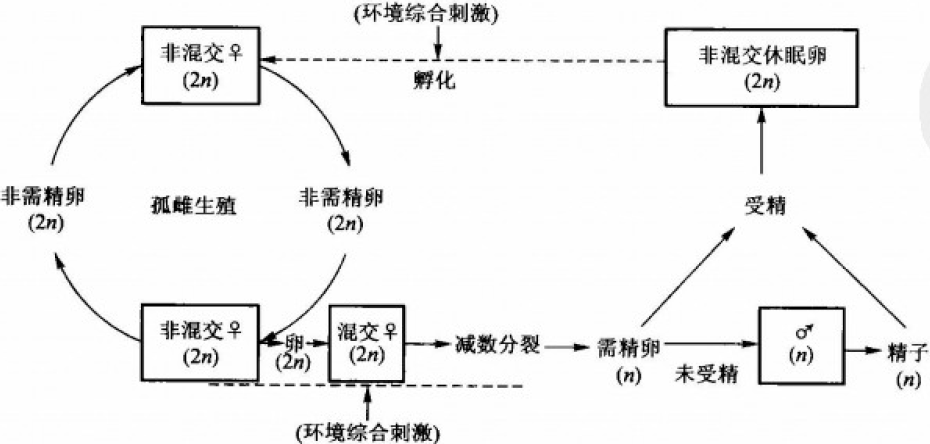 (环境综合刺激)
非混交♀
(2n)
孵化
非混交休眠卵
(2n)
非需精卵
(2n)
孤雌生殖
非需精卵
(2n)
受精
非混交♀
(2n)
卵
(2n)
混交♀
(2n)
减数分裂
需精卵
(n)
未受精
♂
(n)
精子
(n)
(环境综合刺激)